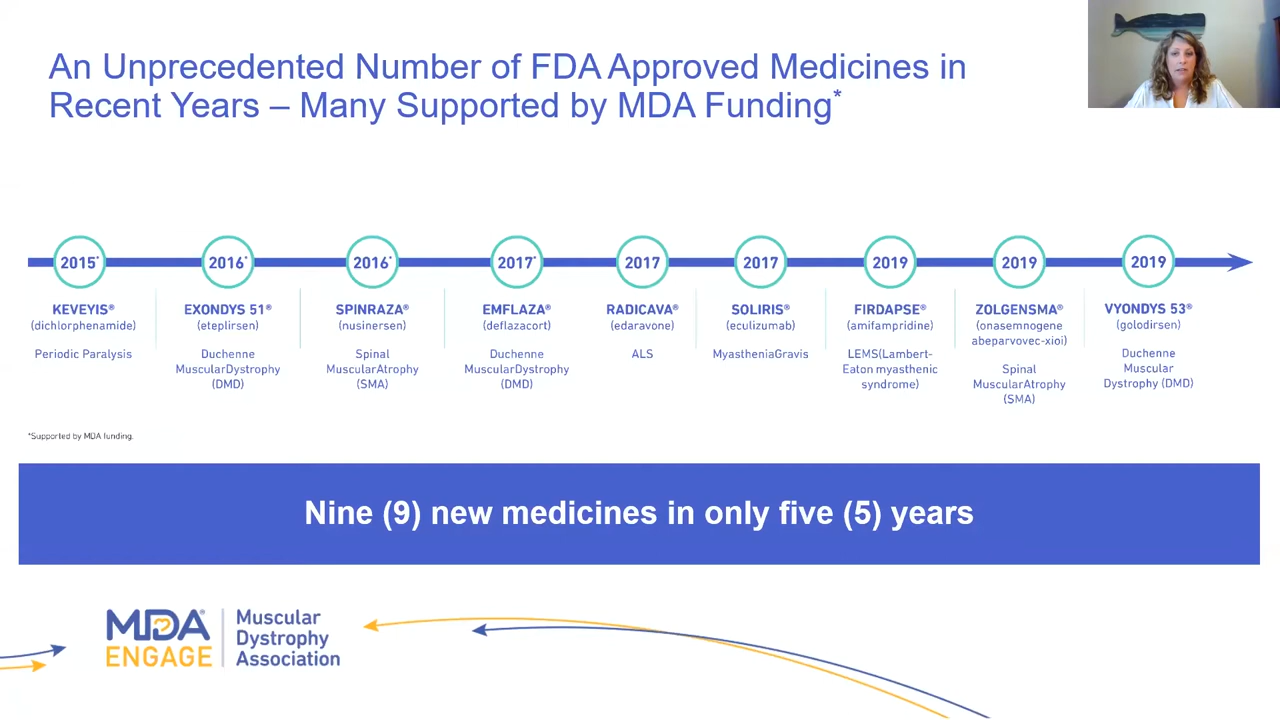 An Unprecedented Number of FDA Approved Medicines in
Recent Years – Many Supported by MDA Funding*
2015*
2016*
2016*
2017*
2017
2017
2019
2019
2019
KEVEYIS®
(dichlorphenamide)
Periodic Paralysis
EXONDYS 51®
(eteplirsen)
Duchenne
MuscularDystrophy
(DMD)
SPINRAZA®
(nusinersen)
Spinal
MuscularAtrophy
(SMA)
EMFLAZA®
(deflazacort)
Duchenne
MuscularDystrophy
(DMD)
RADICAVA®
(edaravone)
ALS
SOLIRIS®
(eculizumab)
MyastheniaGravis
FIRDAPSE®
(amifampridine)
LEMS(Lambert-
Eaton myasthenic
syndrome)
ZOLGENSMA®
(onasemnogene
abeparvovec-xioi)
Spinal
MuscularAtrophy
(SMA)
VYONDYS 53®
(golodirsen)
Duchenne
Muscular
Dystrophy (DMD)
*Supported by MDA funding.
Nine (9) new medicines in only five (5) years
MDA®
ENGAGE
Muscular
Dystrophy
Association